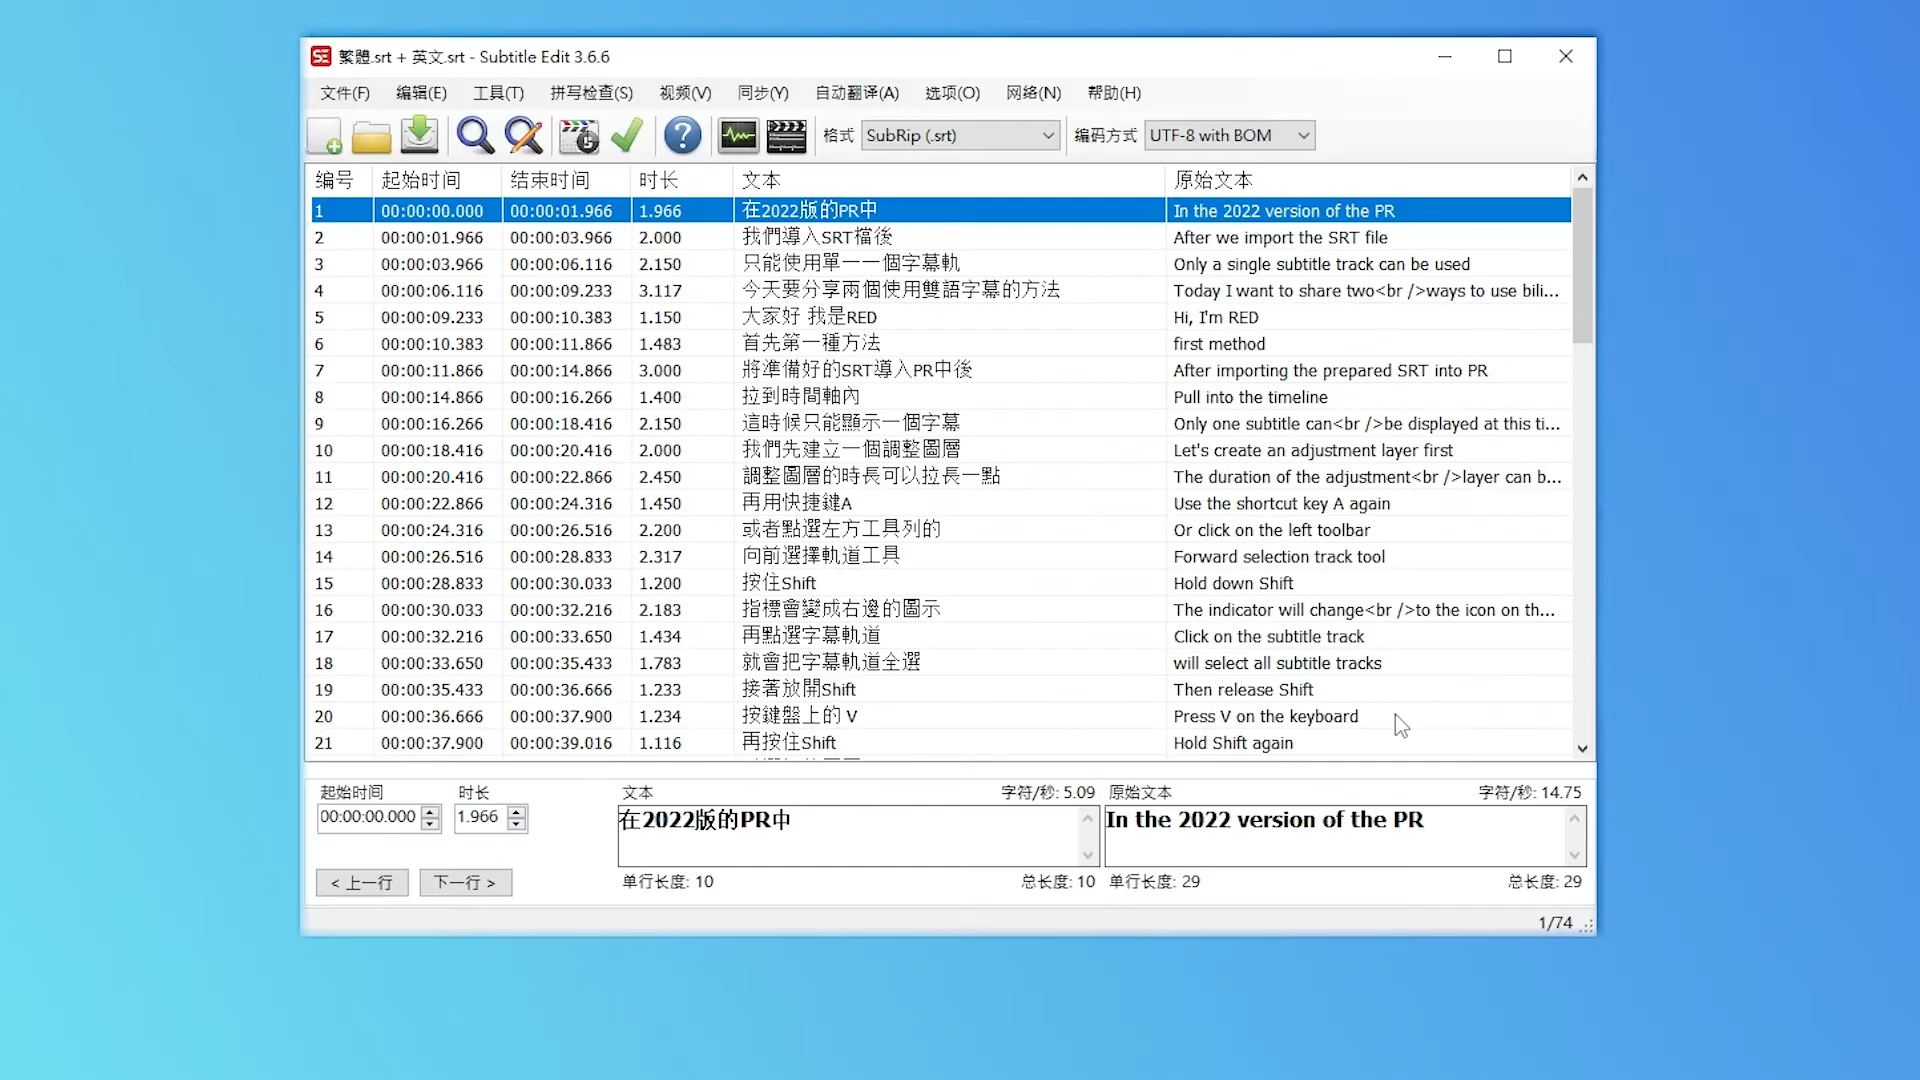 繁體.srt + 英文.srt - Subtitle Edit 3.6.6
文件(F) 编辑(E) 工具(T) 拼写检查(S) 视频(V) 同步(Y) 自动翻译(A) 选项(O) 网络(N) 帮助(H)
格式 SubRip (.srt) 编码方式 UTF-8 with BOM
编号 起始时间 结束时间 时长 文本 原始文本
1 00:00:00.000 00:00:01.966 1.966 在2022版的PR中 In the 2022 version of the PR
2 00:00:01.966 00:00:03.966 2.000 我們導入SRT檔後 After we import the SRT file
3 00:00:03.966 00:00:06.116 2.150 只能使用單一一個字幕軌 Only a single subtitle track can be used
4 00:00:06.116 00:00:09.233 3.117 今天要分享兩個使用雙語字幕的方法 Today I want to share two<br />ways to use bili...
5 00:00:09.233 00:00:10.383 1.150 大家好 我是RED Hi, I'm RED
6 00:00:10.383 00:00:11.866 1.483 首先第一種方法 first method
7 00:00:11.866 00:00:14.866 3.000 將準備好的SRT導入PR中後 After importing the prepared SRT into PR
8 00:00:14.866 00:00:16.266 1.400 拉到時間軸內 Pull into the timeline
9 00:00:16.266 00:00:18.416 2.150 這時候只能顯示一個字幕 Only one subtitle can<br />be displayed at this ti...
10 00:00:18.416 00:00:20.416 2.000 我們先建立一個調整圖層 Let's create an adjustment layer first
11 00:00:20.416 00:00:22.866 2.450 調整圖層的時長可以拉長一點 The duration of the adjustment<br />layer can b...
12 00:00:22.866 00:00:24.316 1.450 再用快捷鍵A Use the shortcut key A again
13 00:00:24.316 00:00:26.516 2.200 或者點選左方工具列的 Or click on the left toolbar
14 00:00:26.516 00:00:28.833 2.317 向前選擇軌道工具 Forward selection track tool
15 00:00:28.833 00:00:30.033 1.200 按住Shift Hold down Shift
16 00:00:30.033 00:00:32.216 2.183 指標會變成右邊的圖示 The indicator will change<br />to the icon on th...
17 00:00:32.216 00:00:33.650 1.434 再點選字幕軌道 Click on the subtitle track
18 00:00:33.650 00:00:35.433 1.783 就會把字幕軌道全選 will select all subtitle tracks
19 00:00:35.433 00:00:36.666 1.233 接著放開Shift Then release Shift
20 00:00:36.666 00:00:37.900 1.234 按鍵盤上的 V Press V on the keyboard
21 00:00:37.900 00:00:39.016 1.116 再按住Shift Hold Shift again
起始时间 时长 文本 字符/秒: 5.09 原始文本 字符/秒: 14.75
00:00:00.000 1.966 在2022版的PR中 In the 2022 version of the PR
< 上一行 下一行 > 单行长度: 10 总长度: 10 单行长度: 29 总长度: 29
1/74